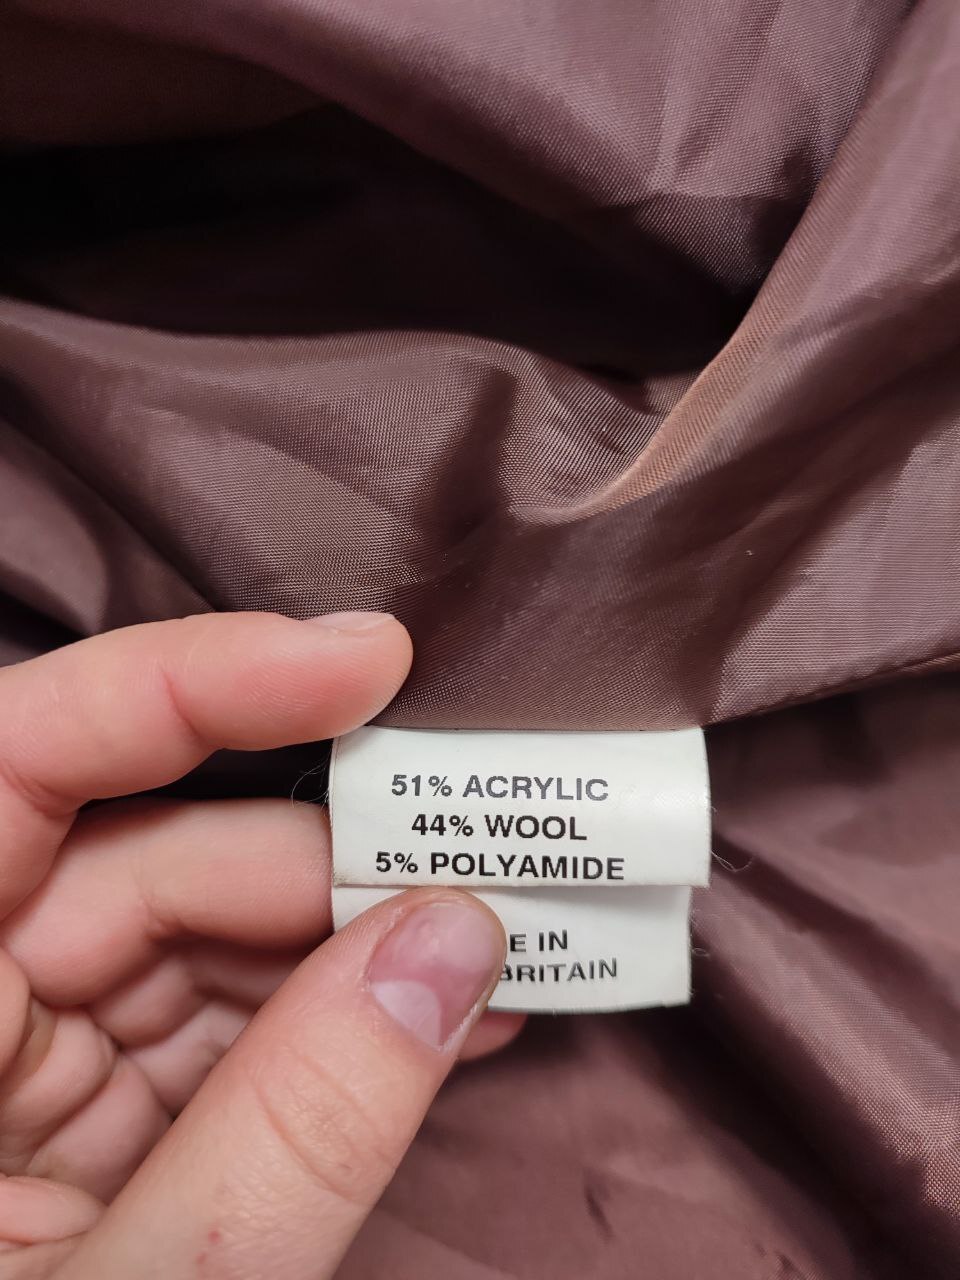 51% ACRYLIC
44% WOOL
5% POLYAMIDE
E IN
BRITAIN